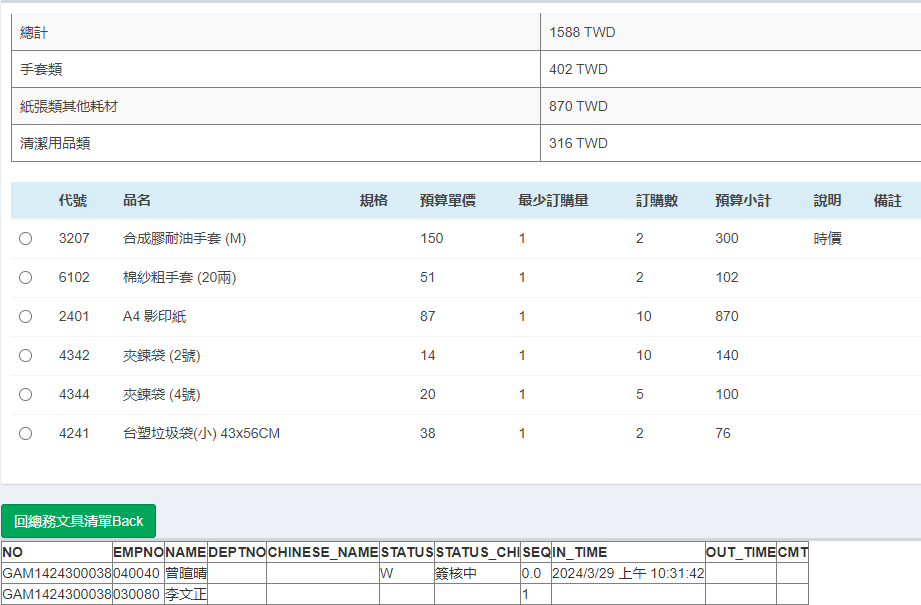 總計 1588 TWD
手套類 402 TWD
紙張類其他耗材 870 TWD
清潔用品類 316 TWD
代號 品名 規格 預算單價 最少訂購量 訂購數 預算小計 說明 備註
3207 合成膠耐油手套 (M) 150 1 2 300 時價
6102 棉紗粗手套 (20兩) 51 1 2 102
2401 A4 影印紙 87 1 10 870
4342 夾鍊袋 (2號) 14 1 10 140
4344 夾鍊袋 (4號) 20 1 5 100
4241 台塑垃圾袋(小) 43x56CM 38 1 2 76
回總務文具清單Back
NO EMPNO NAME DEPTNO CHINESE_NAME STATUS STATUS_CHI SEQ IN_TIME OUT_TIME CMT
GAM1424300038 040040 曾暄晴 W 簽核中 0.0 2024/3/29 上午 10:31:42
GAM1424300038 030080 李文正 1